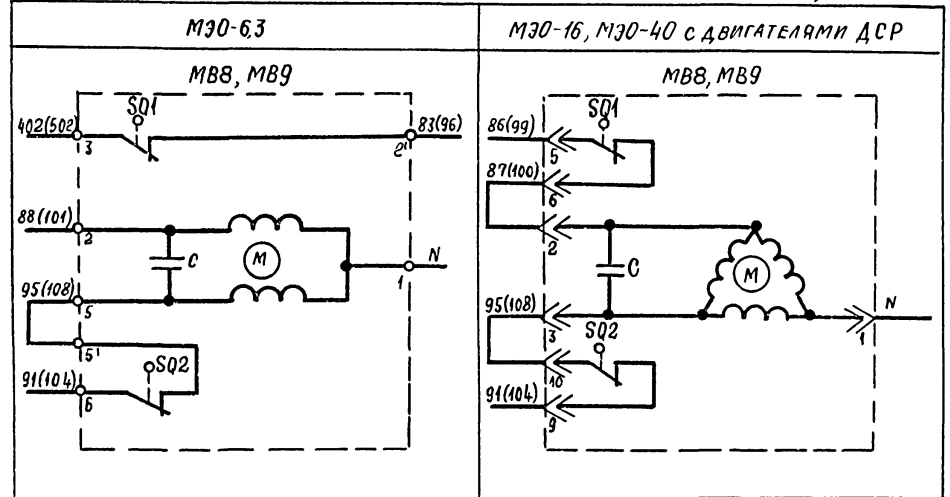 МЭО-6,3
МВ8, МВ9
SQ1
402(502
3
2'
83(96)
88(101)
2
C
М
1
N
95(108)
5
5'
SQ2
91(104)
6
МЭО-16, МЭО-40 с двигателями ДСР
МВ8, МВ9
SQ1
86(99)
5
87(100)
6
2
C
М
N
95(108)
3
1
SQ2
10
91(104)
9